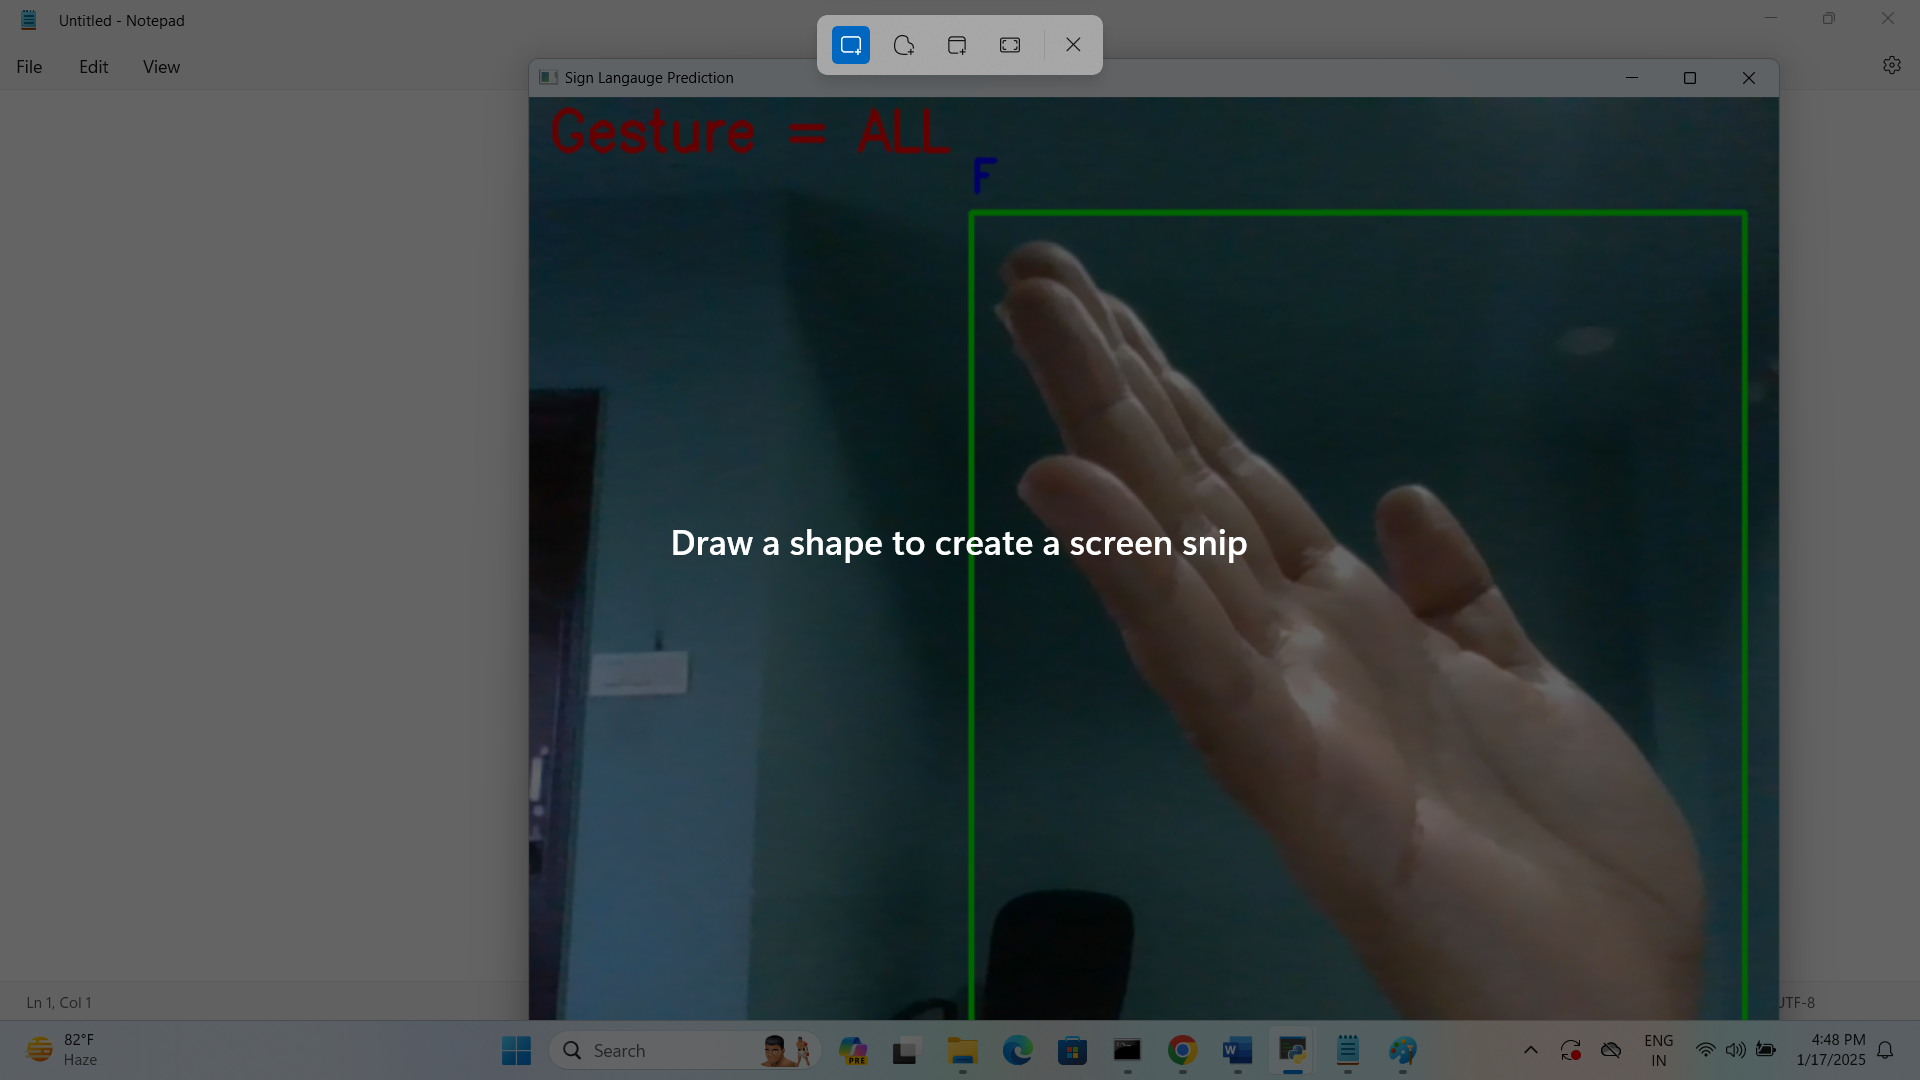 Untitled - Notepad
File Edit View
Sign Langauge Prediction
Gesture = ALL
F
Draw a shape to create a screen snip
Ln 1, Col 1
UTF-8
82°F
Haze
Search
PRE
ENG
IN
4:48 PM
1/17/2025